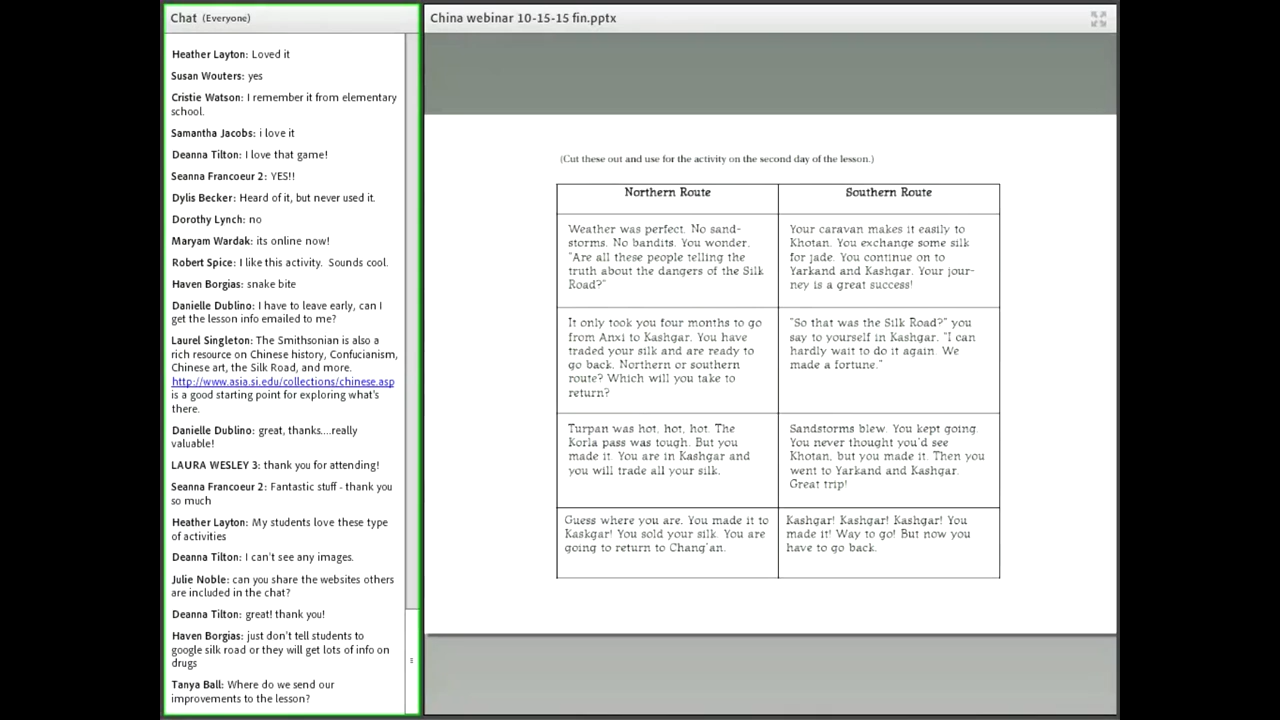 Chat (Everyone)
Heather Layton: Loved it
Susan Wouters: yes
Cristie Watson: I remember it from elementary
school.
Samantha Jacobs: i love it
Deanna Tilton: I love that game!
Seanna Francoeur 2: YES!!
Dylis Becker: Heard of it, but never used it.
Dorothy Lynch: no
Maryam Wardak: its online now!
Robert Spice: I like this activity. Sounds cool.
Haven Borgias: snake bite
Danielle Dublino: I have to leave early, can I
get the lesson info emailed to me?
Laurel Singleton: The Smithsonian is also a
rich resource on Chinese history, Confucianism,
Chinese art, the Silk Road, and more.
http://www.asia.si.edu/collections/chinese.asp
is a good starting point for exploring what's
there.
Danielle Dublino: great, thanks....really
valuable!
LAURA WESLEY 3: thank you for attending!
Seanna Francoeur 2: Fantastic stuff - thank you
so much
Heather Layton: My students love these type
of activities
Deanna Tilton: I can't see any images.
Julie Noble: can you share the websites others
are included in the chat?
Deanna Tilton: great! thank you!
Haven Borgias: just don't tell students to
google silk road or they will get lots of info on
drugs
Tanya Ball: Where do we send our
improvements to the lesson?
China webinar 10-15-15 fin.pptx
(Cut these out and use for the activity on the second day of the lesson.)
Northern Route
Southern Route
Weather was perfect. No sand-
storms. No bandits. You wonder,
"Are all these people telling the
truth about the dangers of the Silk
Road?"
Your caravan makes it easily to
Khotan. You exchange some silk
for jade. You continue on to
Yarkand and Kashgar. Your jour-
ney is a great success!
It only took you four months to go
from Anxi to Kashgar. You have
traded your silk and are ready to
go back. Northern or southern
route? Which will you take to
return?
"So that was the Silk Road?" you
say to yourself in Kashgar. "I can
hardly wait to do it again. We
made a fortune."
Turpan was hot, hot, hot. The
Korla pass was tough. But you
made it. You are in Kashgar and
you will trade all your silk.
Sandstorms blew. You kept going.
You never thought you'd see
Khotan, but you made it. Then you
went to Yarkand and Kashgar.
Great trip!
Guess where you are. You made it to
Kaskgar! You sold your silk. You are
going to return to Chang'an.
Kashgar! Kashgar! Kashgar! You
made it! Way to go! But now you
have to go back.